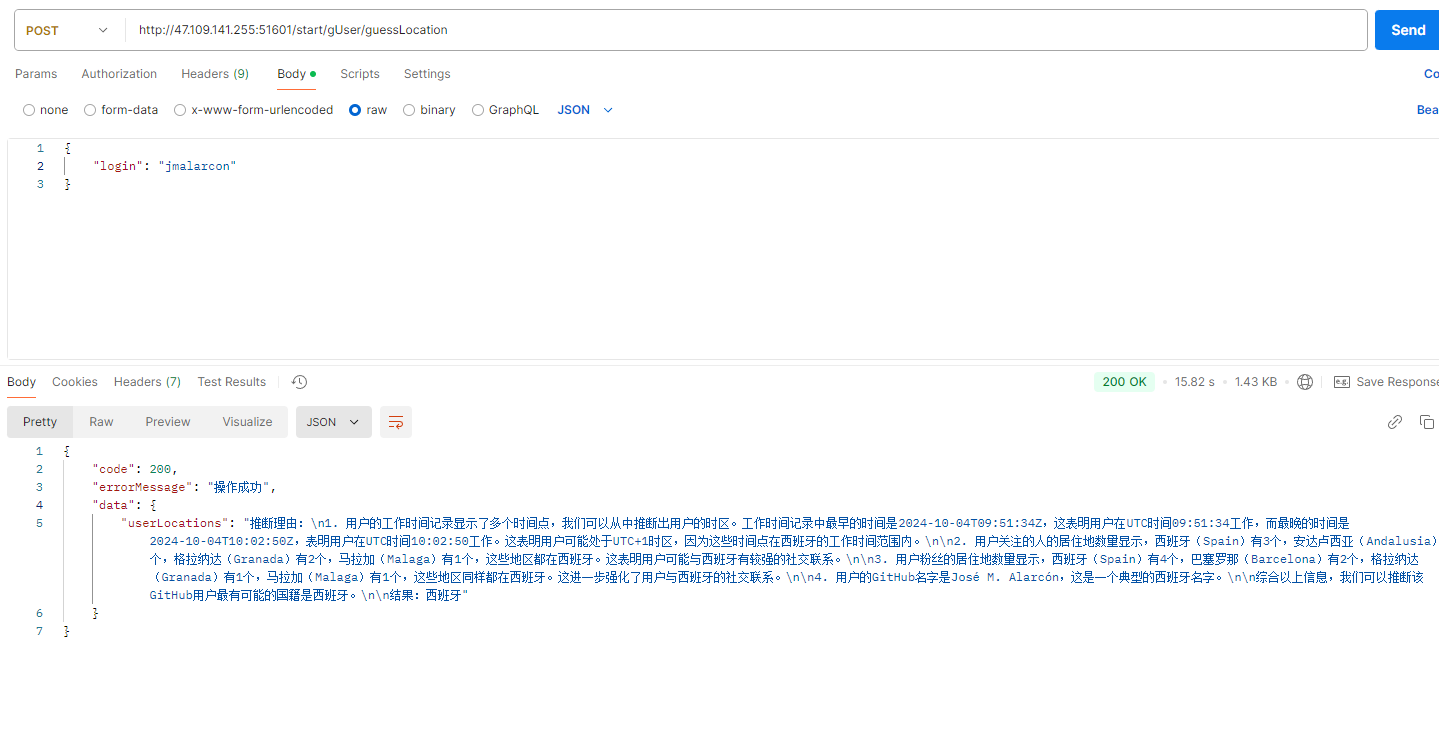 POST http://47.109.141.255:51601/start/gUser/guessLocation Send
Params Authorization Headers (9) Body Scripts Settings Co
none form-data x-www-form-urlencoded raw binary GraphQL JSON Bea
1 {
2 "login": "jmalarcon"
3 }
Body Cookies Headers (7) Test Results 200 OK 15.82 s 1.43 KB e.g. Save Response
Pretty Raw Preview Visualize JSON
1 {
2 "code": 200,
3 "errorMessage": "操作成功",
4 "data": {
5 "userLocations": "推断理由：\n1. 用户的工作时间记录显示了多个时间点，我们可以从中推断出用户的时区。工作时间记录中最早的时间是2024-10-04T09:51:34Z，这表明用户在UTC时间09:51:34工作，而最晚的时间是
2024-10-04T10:02:50Z，表明用户在UTC时间10:02:50工作。这表明用户可能处于UTC+1时区，因为这些时间点在西班牙的工作时间范围内。\n\n2. 用户关注的人的居住地数量显示，西班牙（Spain）有3个，安达卢西亚（Andalusia）
个，格拉纳达（Granada）有2个，马拉加（Malaga）有1个，这些地区都在西班牙。这表明用户可能与西班牙有较强的社交联系。\n\n3. 用户粉丝的居住地数量显示，西班牙（Spain）有4个，巴塞罗那（Barcelona）有2个，格拉纳达
（Granada）有1个，马拉加（Malaga）有1个，这些地区同样都在西班牙。这进一步强化了用户与西班牙的社交联系。\n\n4. 用户的GitHub名字是José M. Alarcón，这是一个典型的西班牙名字。\n\n综合以上信息，我们可以推断该
GitHub用户最有可能的国籍是西班牙。\n\n结果：西班牙"
6 }
7 }